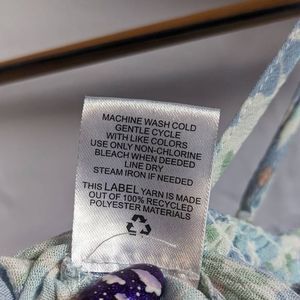 MACHINE WASH COLD
GENTLE CYCLE
WITH LIKE COLORS
USE ONLY NON-CHLORINE
BLEACH WHEN DEEDED
LINE DRY
STEAM IRON IF NEEDED
THIS LABEL YARN IS MADE
OUT OF 100% RECYCLED
POLYESTER MATERIALS